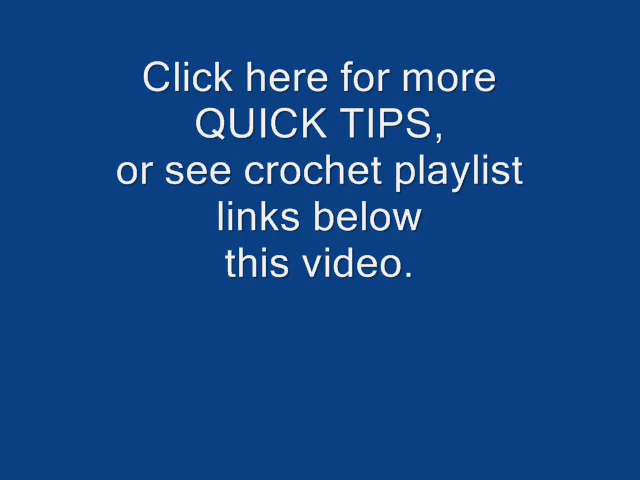 Click here for more
QUICK TIPS,
or see crochet playlist
links below
this video.